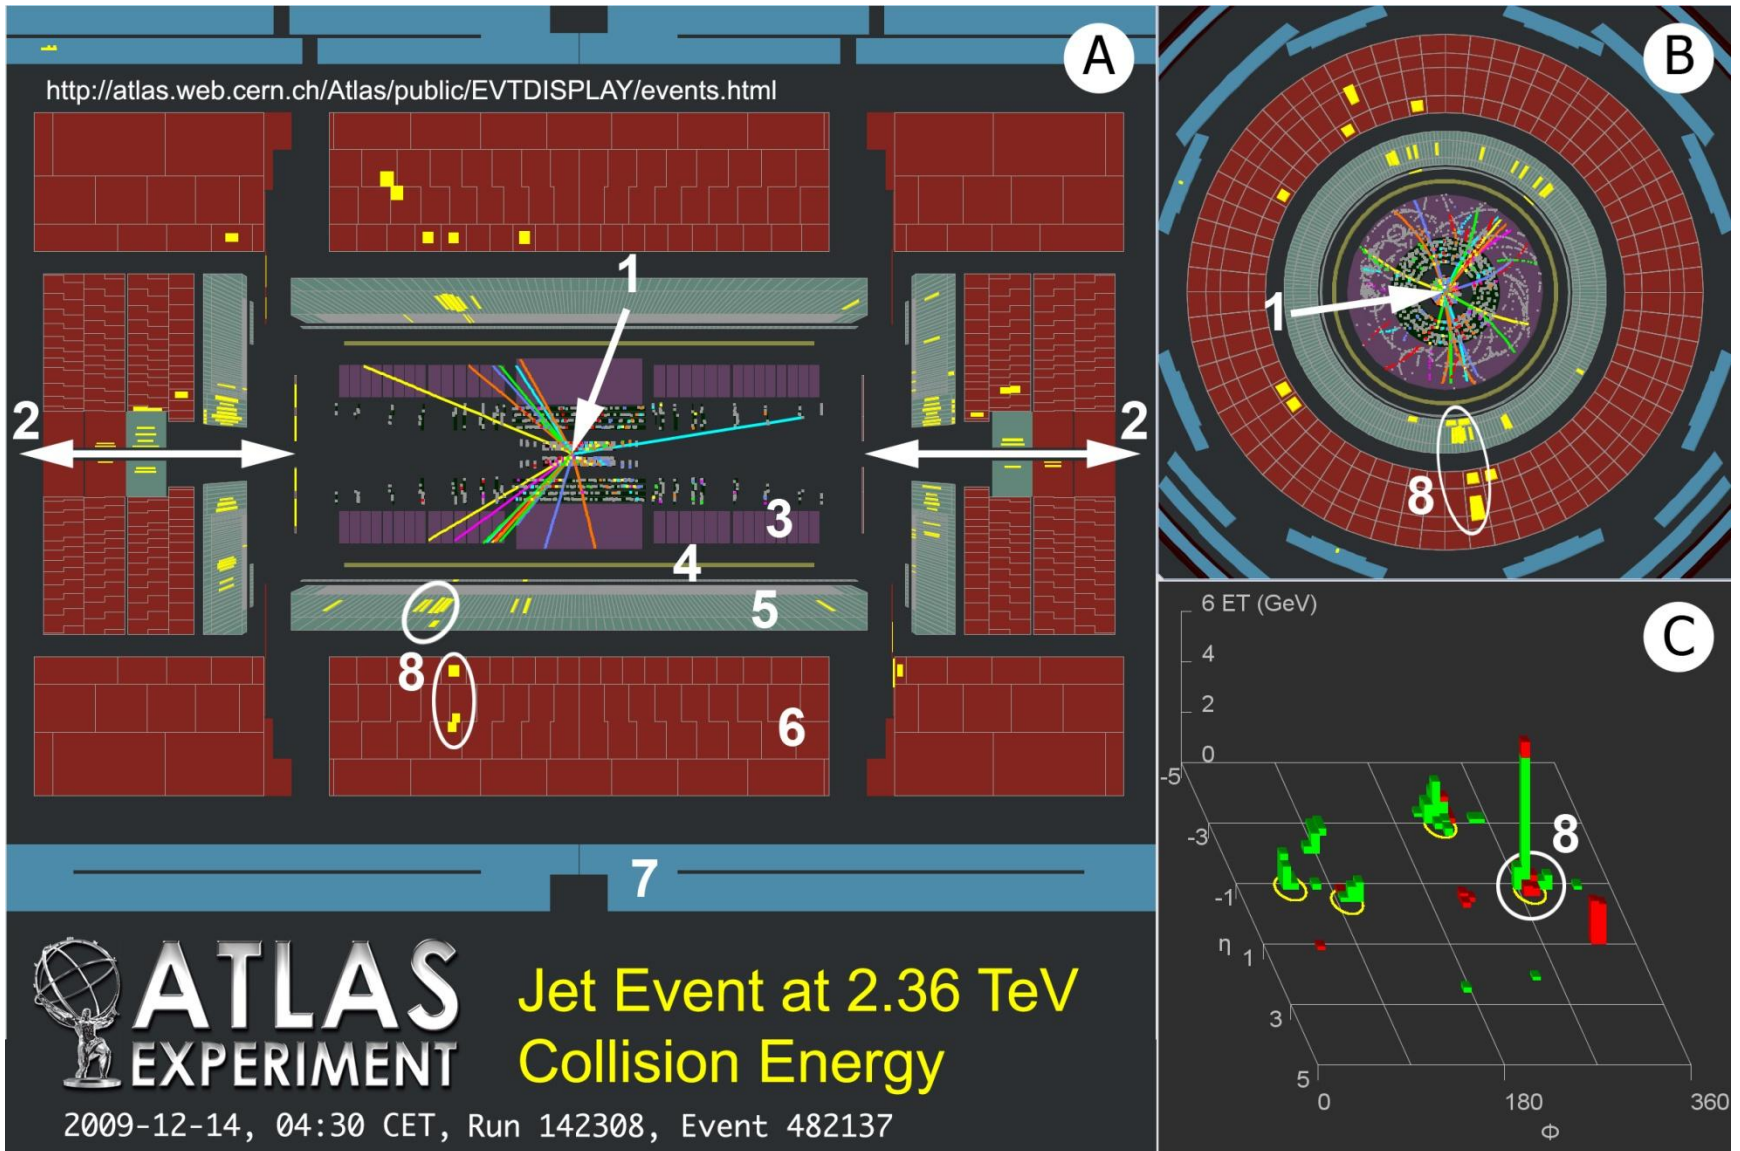 A
http://atlas.web.cern.ch/Atlas/public/EVTDISPLAY/events.html
1
2
2
3
4
5
8
6
7
ATLAS
EXPERIMENT
Jet Event at 2.36 TeV
Collision Energy
2009-12-14, 04:30 CET, Run 142308, Event 482137
B
1
8
C
6 ET (GeV)
4
2
0
-5
-3
-1
η
1
3
5
8
0 180 360
Φ